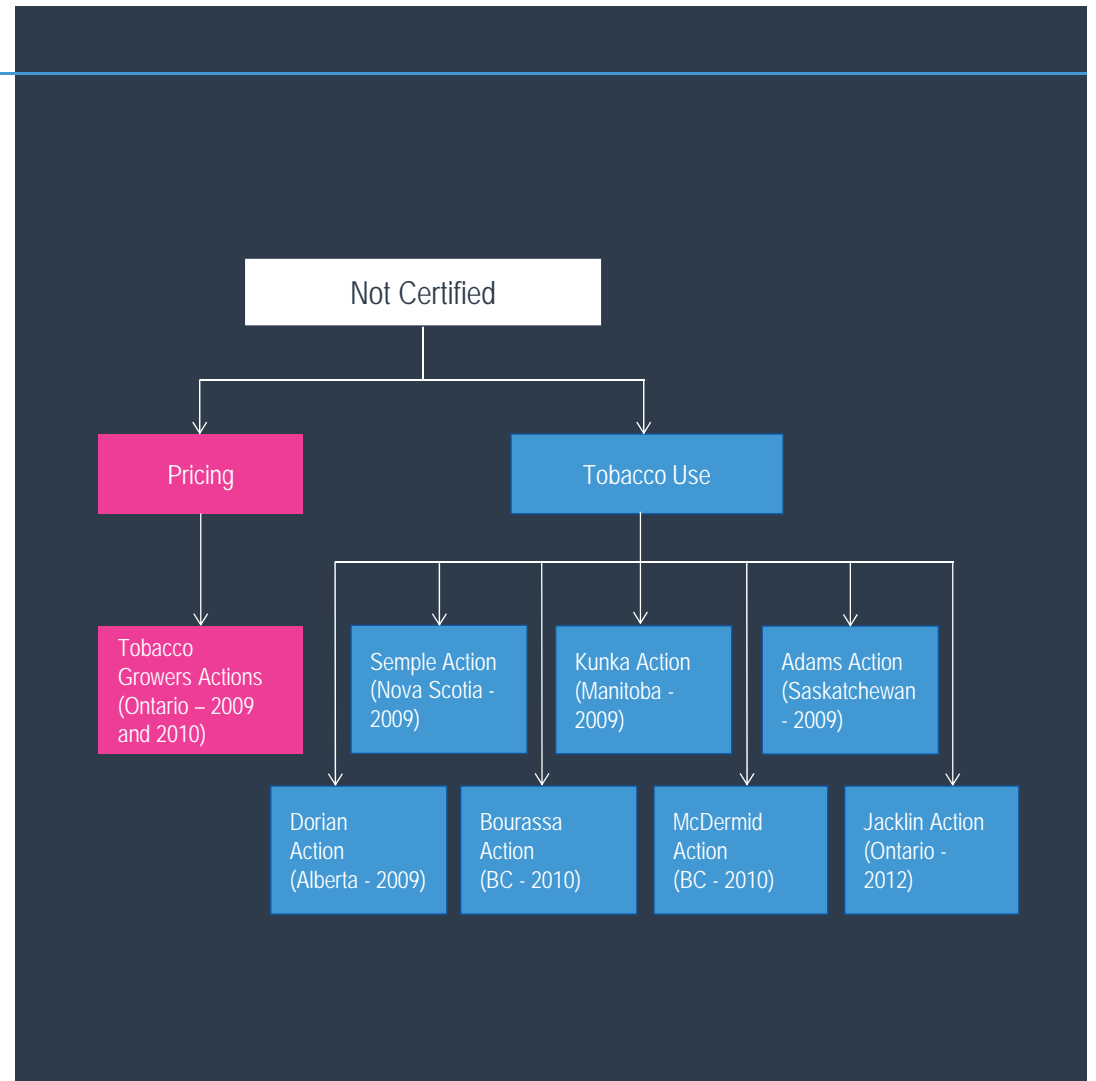 Not Certified
Pricing
Tobacco Use
Tobacco
Growers Actions
(Ontario – 2009
and 2010)
Semple Action
(Nova Scotia -
2009)
Kunka Action
(Manitoba -
2009)
Adams Action
(Saskatchewan
- 2009)
Dorian
Action
(Alberta - 2009)
Bourassa
Action
(BC - 2010)
McDermid
Action
(BC - 2010)
Jacklin Action
(Ontario -
2012)